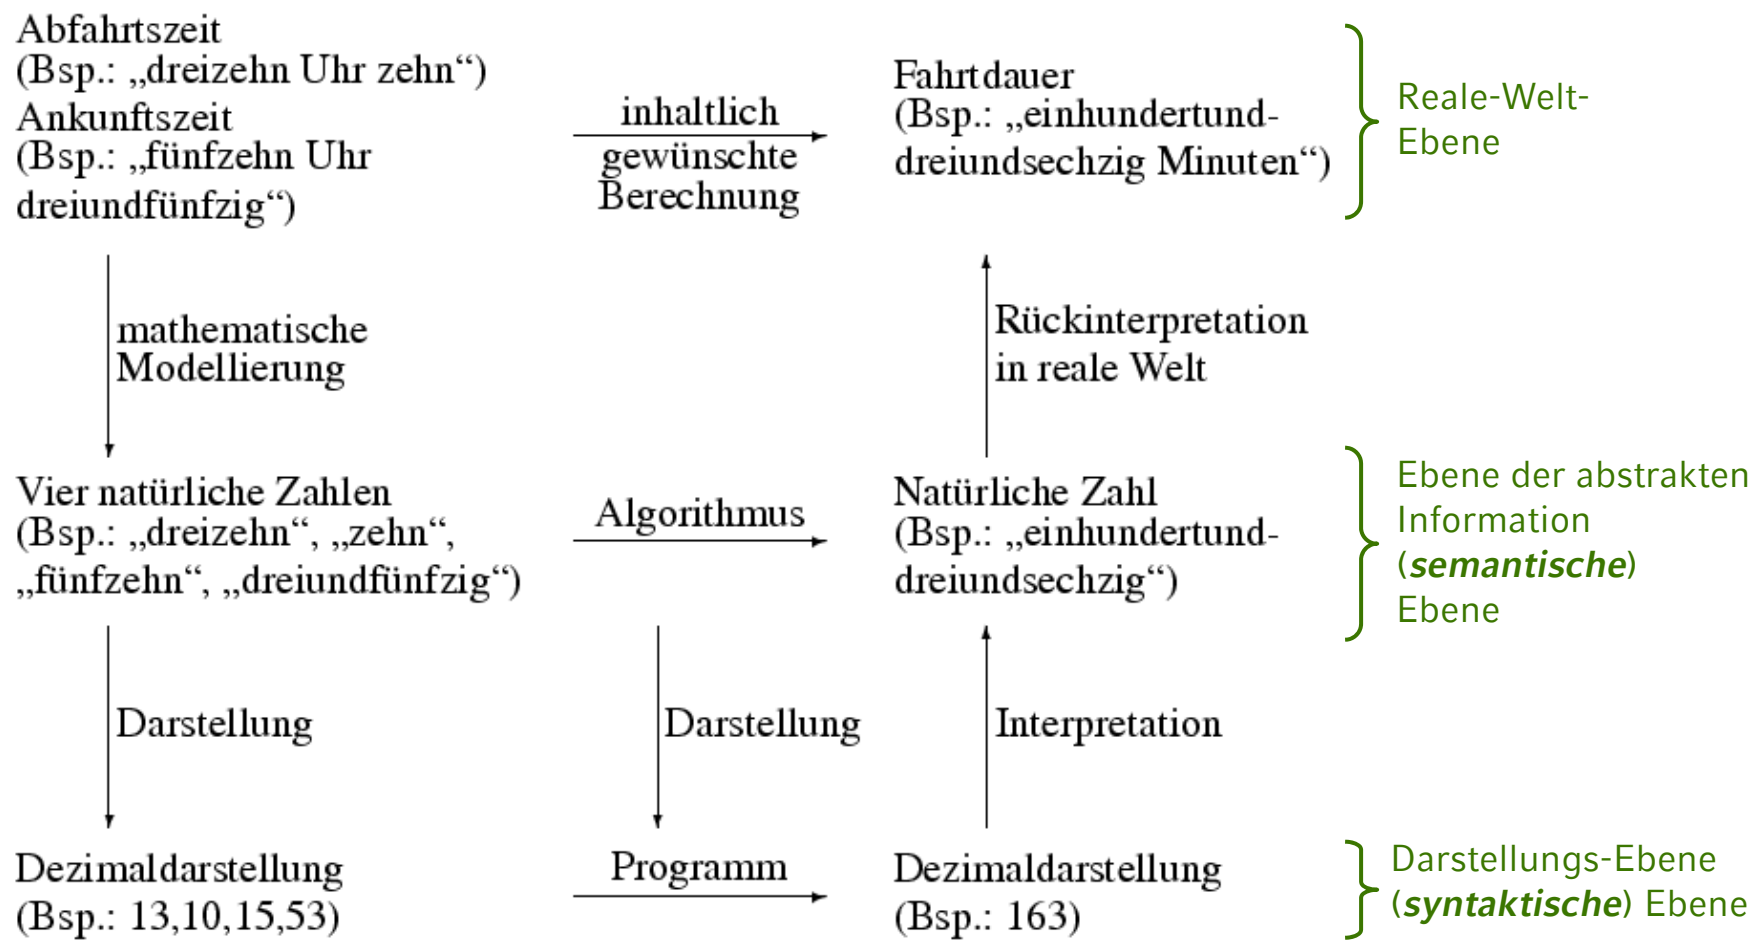 Abfahrtszeit
(Bsp.: „dreizehn Uhr zehn“)
Ankunftszeit
(Bsp.: „fünfzehn Uhr
dreiundfünfzig“)
inhaltlich
gewünschte
Berechnung
Fahrtdauer
(Bsp.: „einhundertund-
dreiundsechzig Minuten“)
Reale-Welt-
Ebene
mathematische
Modellierung
Rückinterpretation
in reale Welt
Vier natürliche Zahlen
(Bsp.: „dreizehn“, „zehn“,
„fünfzehn“, „dreiundfünfzig“)
Algorithmus
Natürliche Zahl
(Bsp.: „einhundertund-
dreiundsechzig“)
Ebene der abstrakten
Information
(semantische)
Ebene
Darstellung
Darstellung
Interpretation
Dezimaldarstellung
(Bsp.: 13,10,15,53)
Programm
Dezimaldarstellung
(Bsp.: 163)
Darstellungs-Ebene
(syntaktische) Ebene